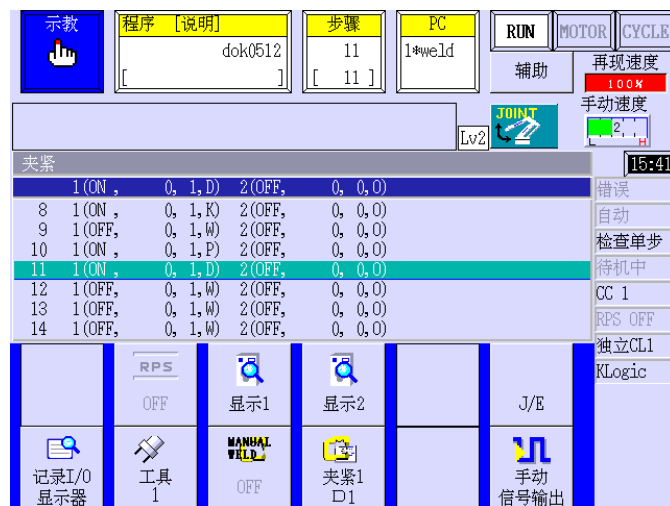 示教
程序 [说明]
步骤
PC
RUN
MOTOR
CYCLE
dok0512
11
1*weld
辅助
再现速度
[ ]
[ 11 ]
100%
手动速度
JOINT
2
L H
Lv2
夹紧
15:41
1(ON , 0, 1,D) 2(OFF, 0, 0,O)
8 1(ON , 0, 1,K) 2(OFF, 0, 0,O)
9 1(OFF, 0, 1,W) 2(OFF, 0, 0,O)
10 1(ON , 0, 1,P) 2(OFF, 0, 0,O)
11 1(ON , 0, 1,D) 2(OFF, 0, 0,O)
12 1(OFF, 0, 1,W) 2(OFF, 0, 0,O)
13 1(OFF, 0, 1,W) 2(OFF, 0, 0,O)
14 1(OFF, 0, 1,W) 2(OFF, 0, 0,O)
错误
自动
检查单步
待机中
CC 1
RPS OFF
独立CL1
KLogic
RPS
OFF
显示1
显示2
J/E
记录I/O
显示器
工具
1
MANUAL
WELD
OFF
夹紧1
D1
手动
信号输出